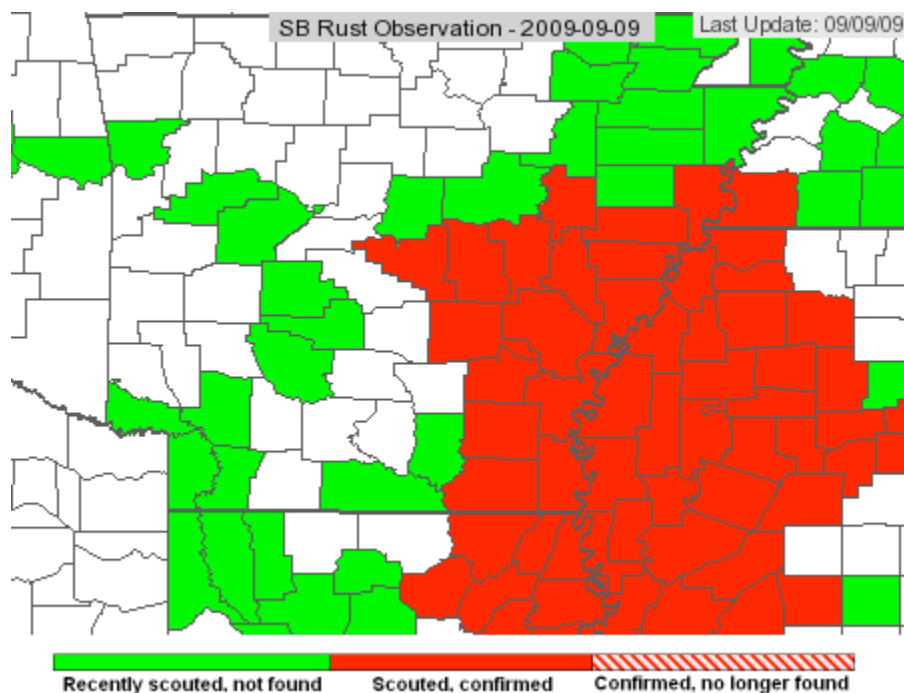 SB Rust Observation - 2009-09-09
Last Update: 09/09/09
Recently scouted, not found
Scouted, confirmed
Confirmed, no longer found